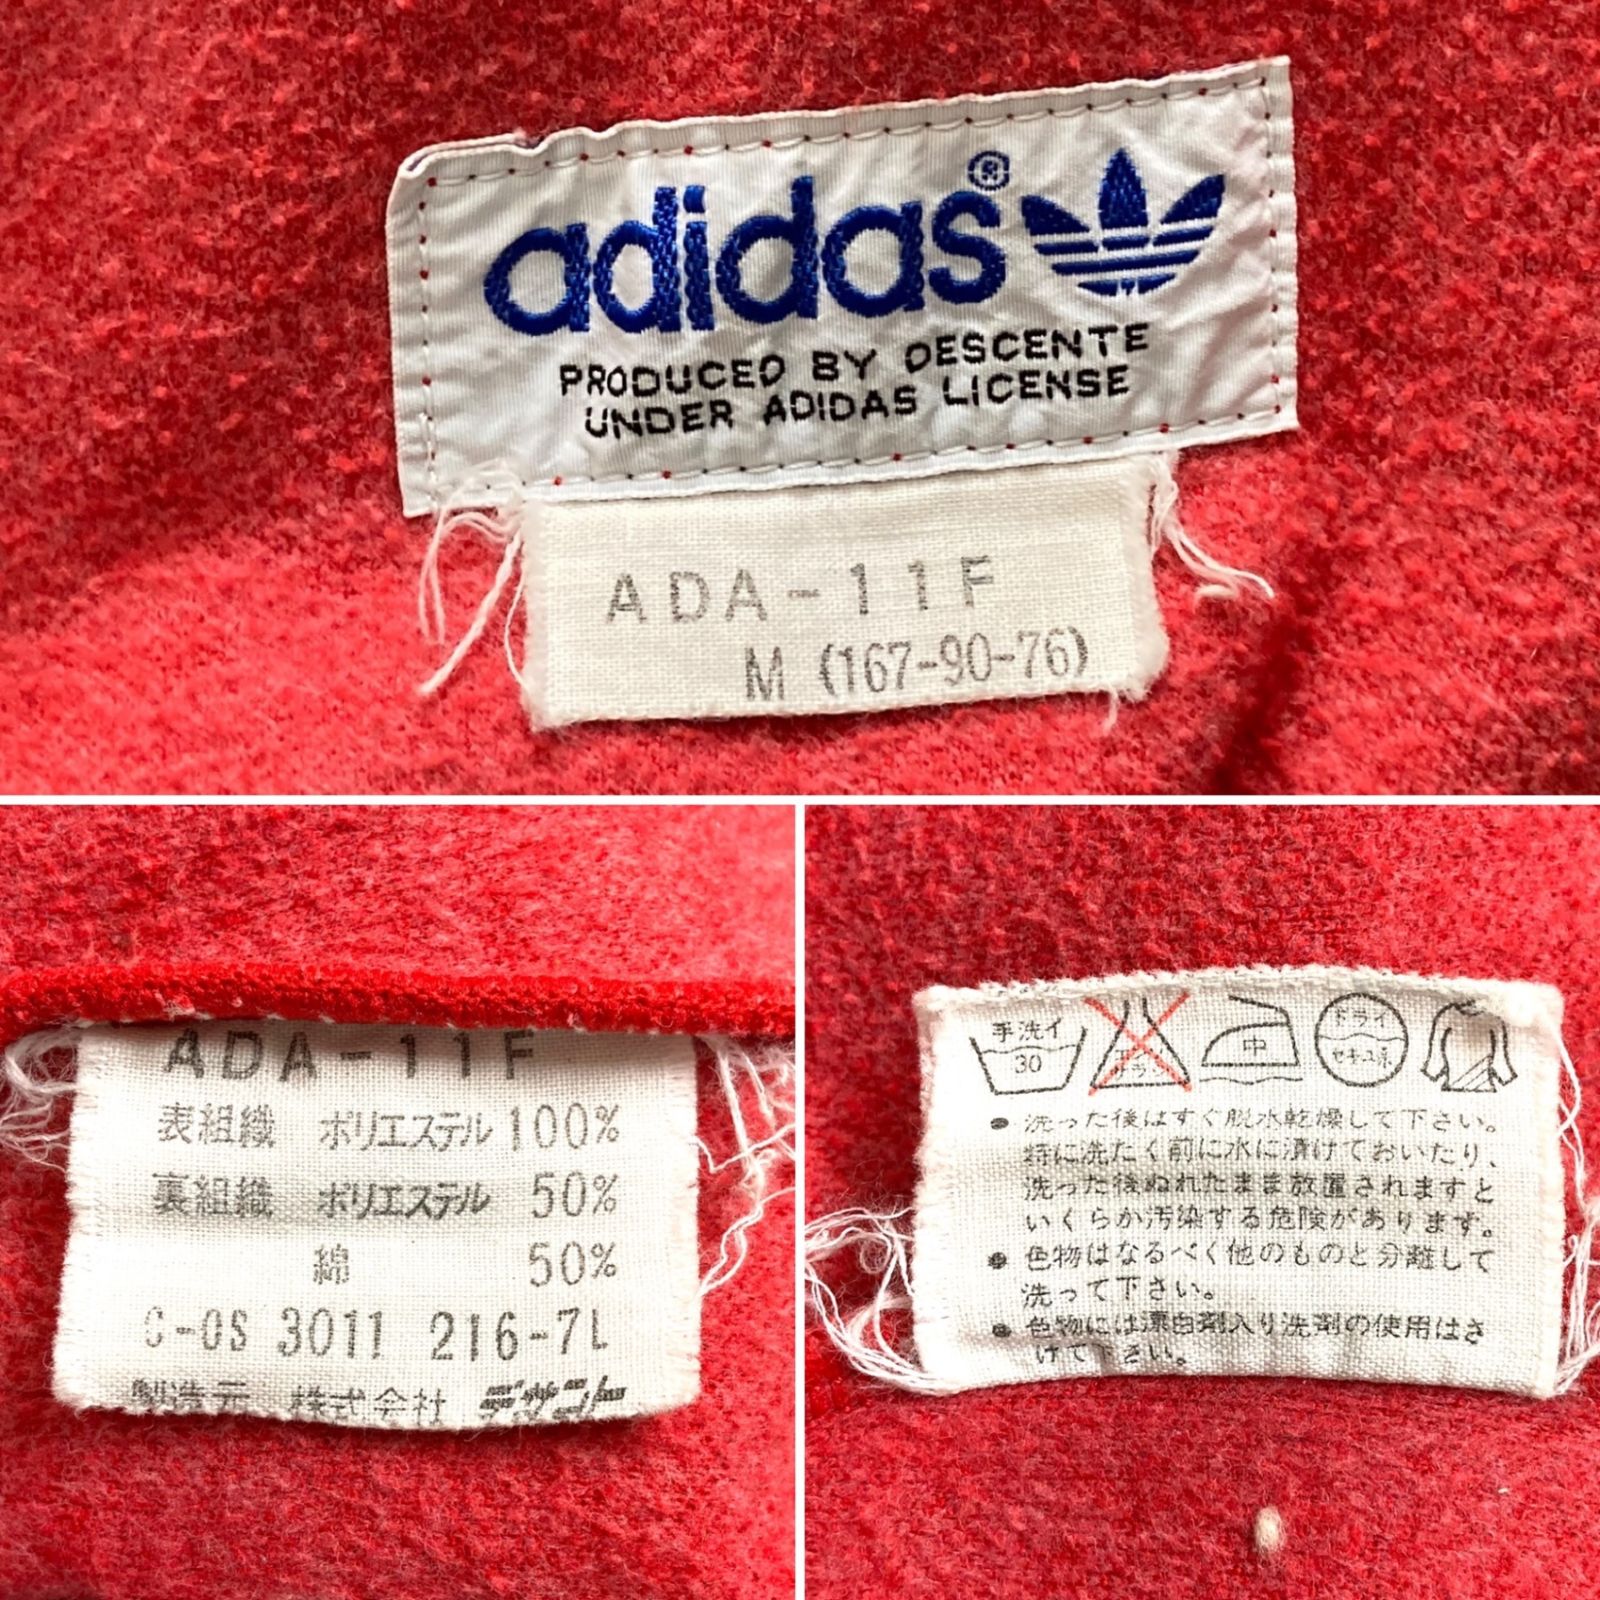 adidas®
PRODUCED BY DESCENTE
UNDER ADIDAS LICENSE
ADA-11F
M (167-90-76)
ADA-11F
表組織 ポリエステル 100%
裏組織 ポリエステル 50%
綿 50%
C-OS 3011 216-7L
製造元 株式会社 デサント
手洗イ
30
エンソサラシ
中
ドライ
セキユ系
● 洗った後はすぐ脱水乾燥して下さい。
特に洗たく前に水に漬けておいたり、
洗った後ぬれたまま放置されますと
いくらか汚染する危険があります。
● 色物はなるべく他のものと分離して
洗って下さい。
● 色物には漂白剤入り洗剤の使用はさ
けて下さい。